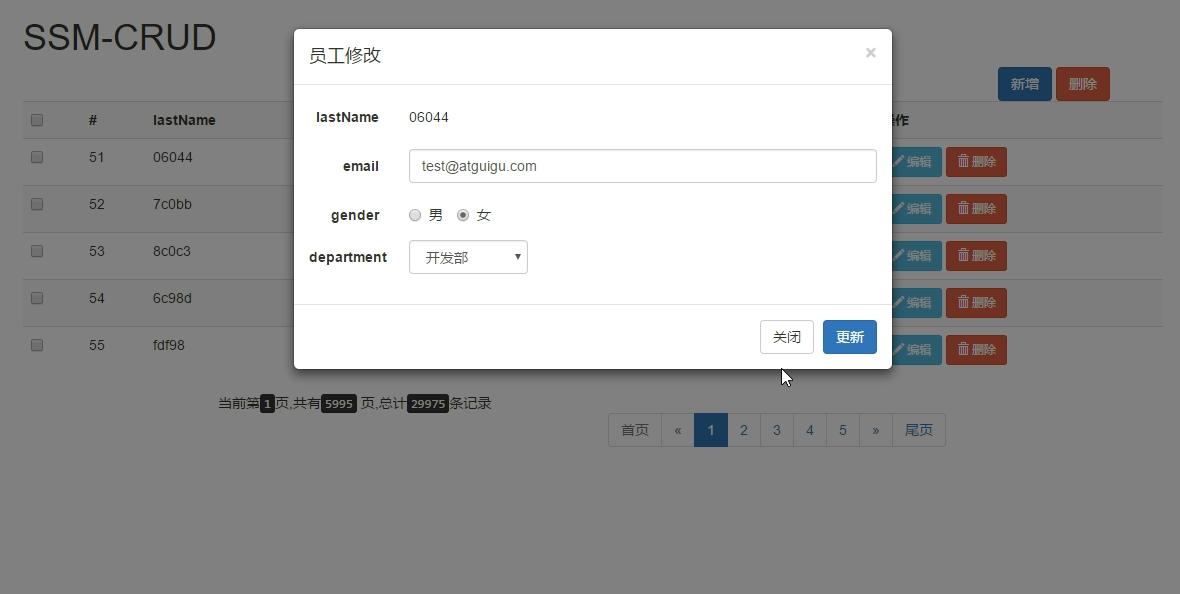 SSM-CRUD
员工修改 ×
新增 删除
# lastName 作
lastName 06044
51 06044 编辑 删除
email test@atguigu.com
52 7c0bb 编辑 删除
gender 男 女
53 8c0c3 编辑 删除
department 开发部
54 6c98d 编辑 删除
关闭 更新
55 fdf98 编辑 删除
当前第1页,共有5995 页,总计29975条记录
首页 « 1 2 3 4 5 » 尾页